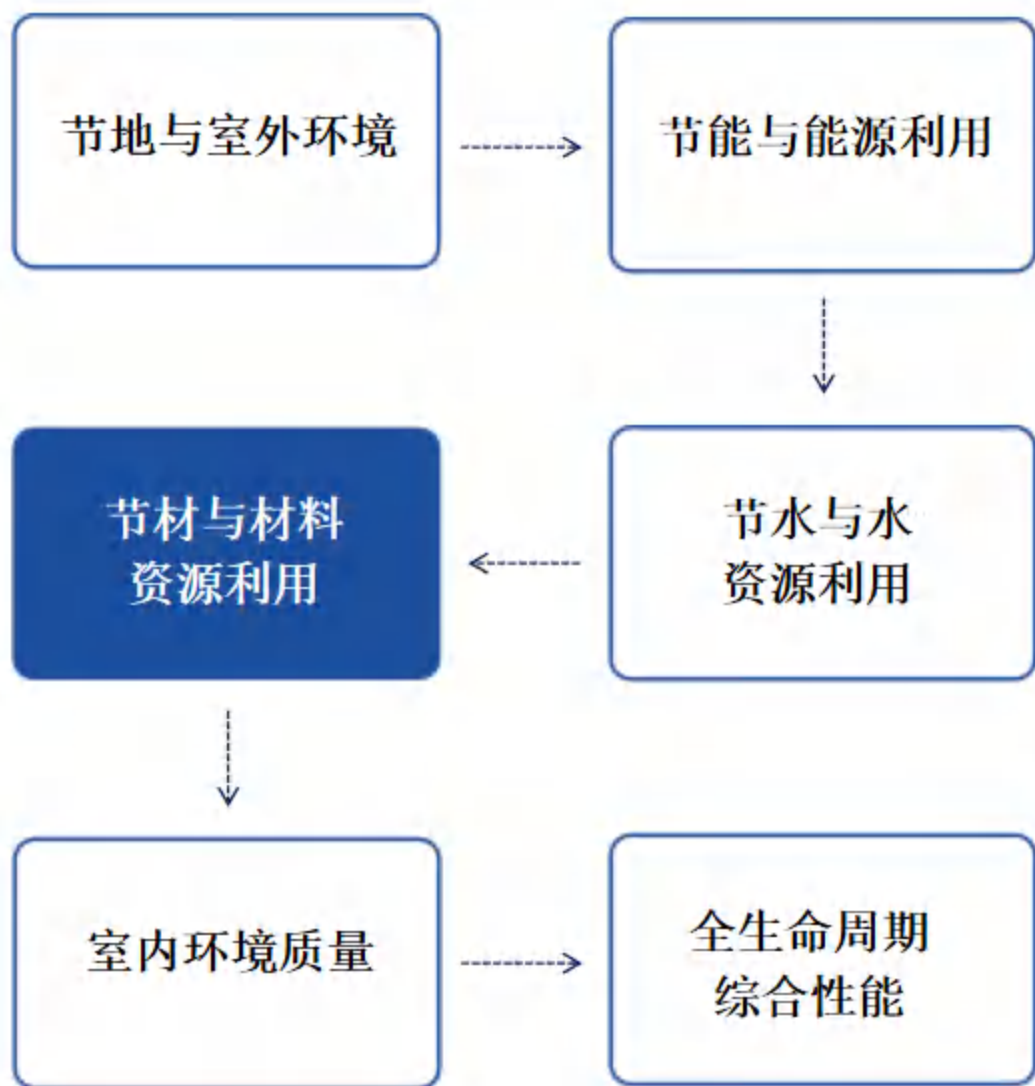 节地与室外环境
节能与能源利用
节水与水
资源利用
节材与材料
资源利用
室内环境质量
全生命周期
综合性能